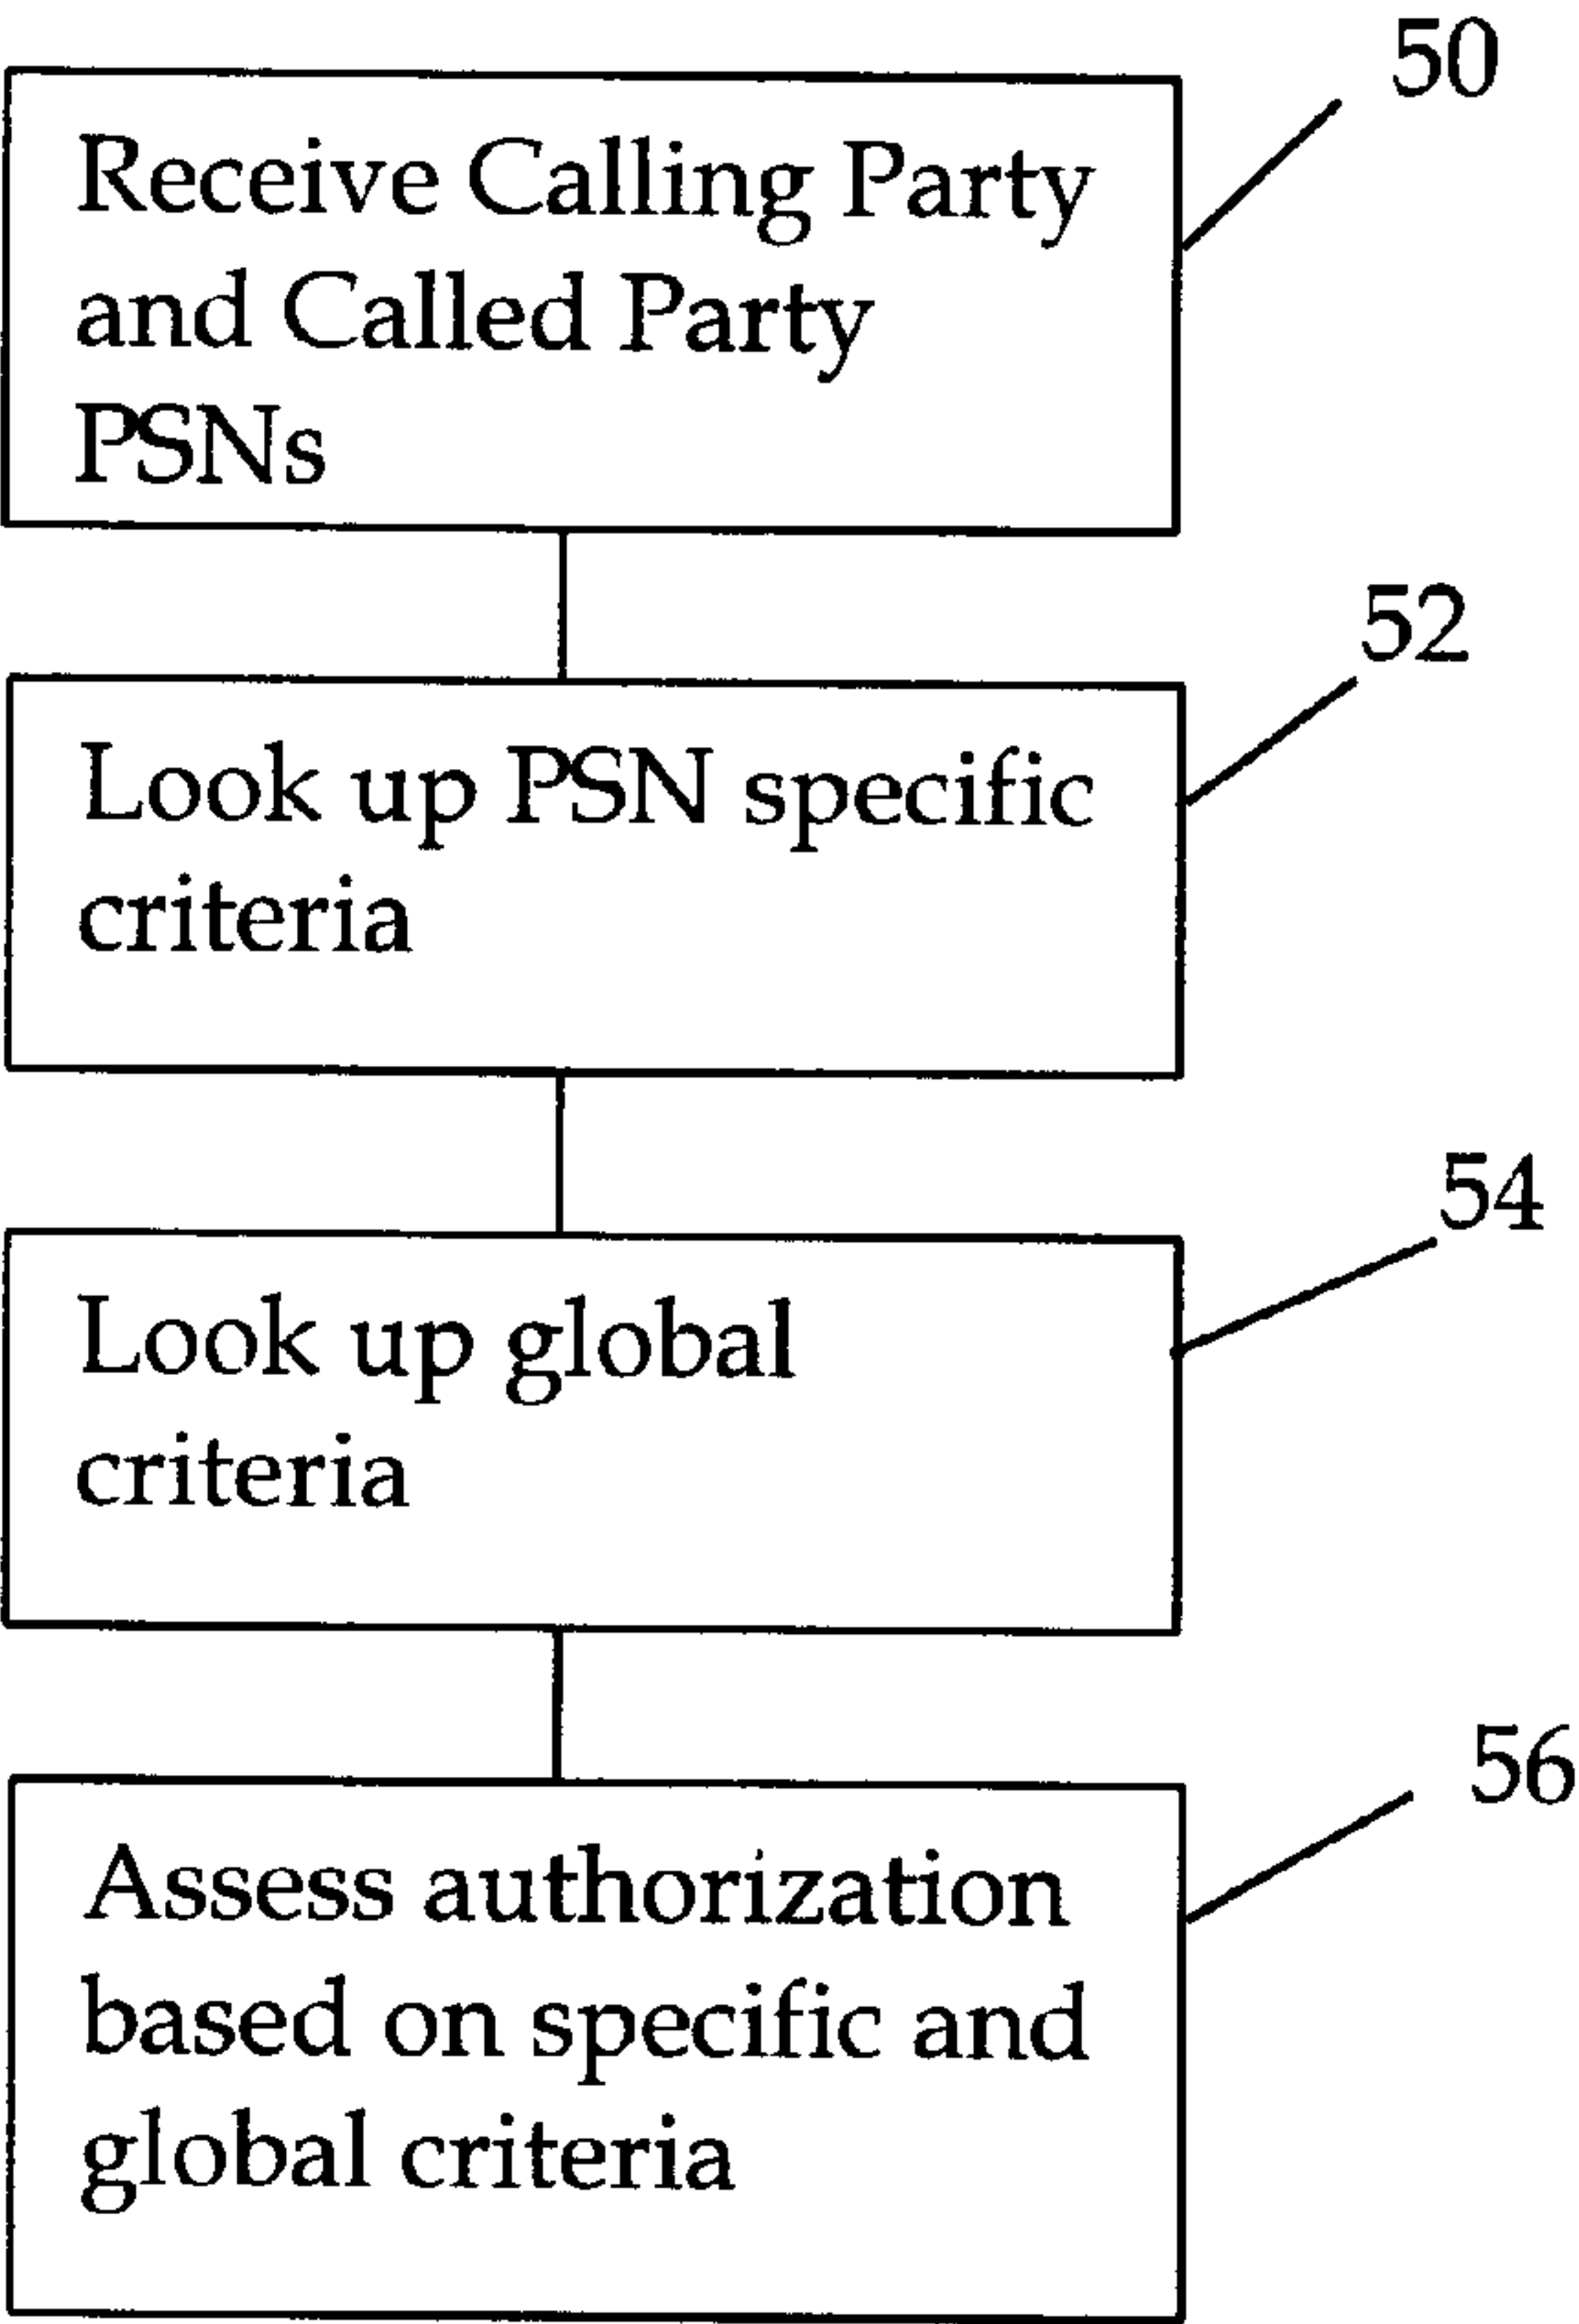 50
Receive Calling Party
and Called Party
PSNs
52
Look up PSN specific
criteria
54
Look up global
criteria
56
Assess authorization
based on specific and
global criteria